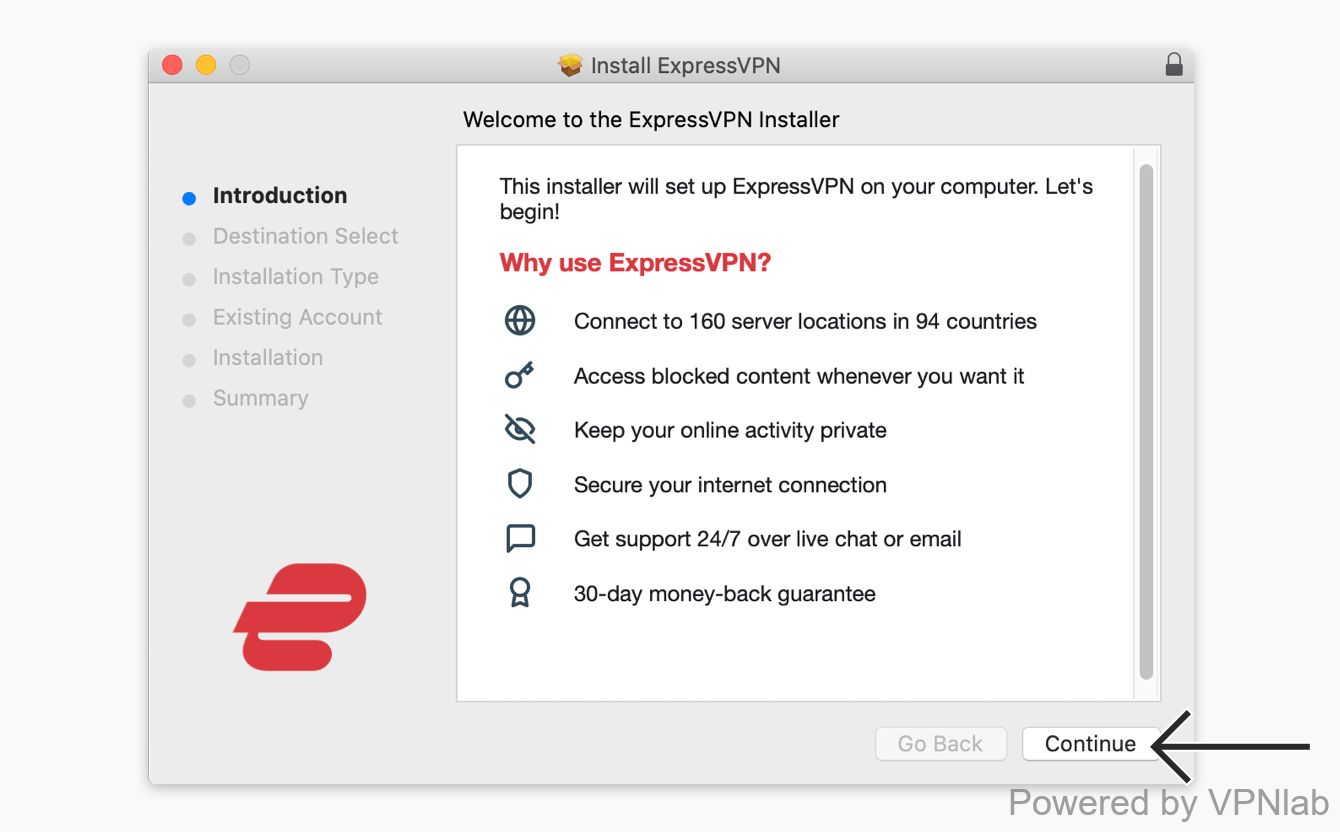 Install ExpressVPN
Welcome to the ExpressVPN Installer
Introduction
Destination Select
Installation Type
Existing Account
Installation
Summary
This installer will set up ExpressVPN on your computer. Let's
begin!
Why use ExpressVPN?
Connect to 160 server locations in 94 countries
Access blocked content whenever you want it
Keep your online activity private
Secure your internet connection
Get support 24/7 over live chat or email
30-day money-back guarantee
Go Back
Continue
Powered by VPNlab